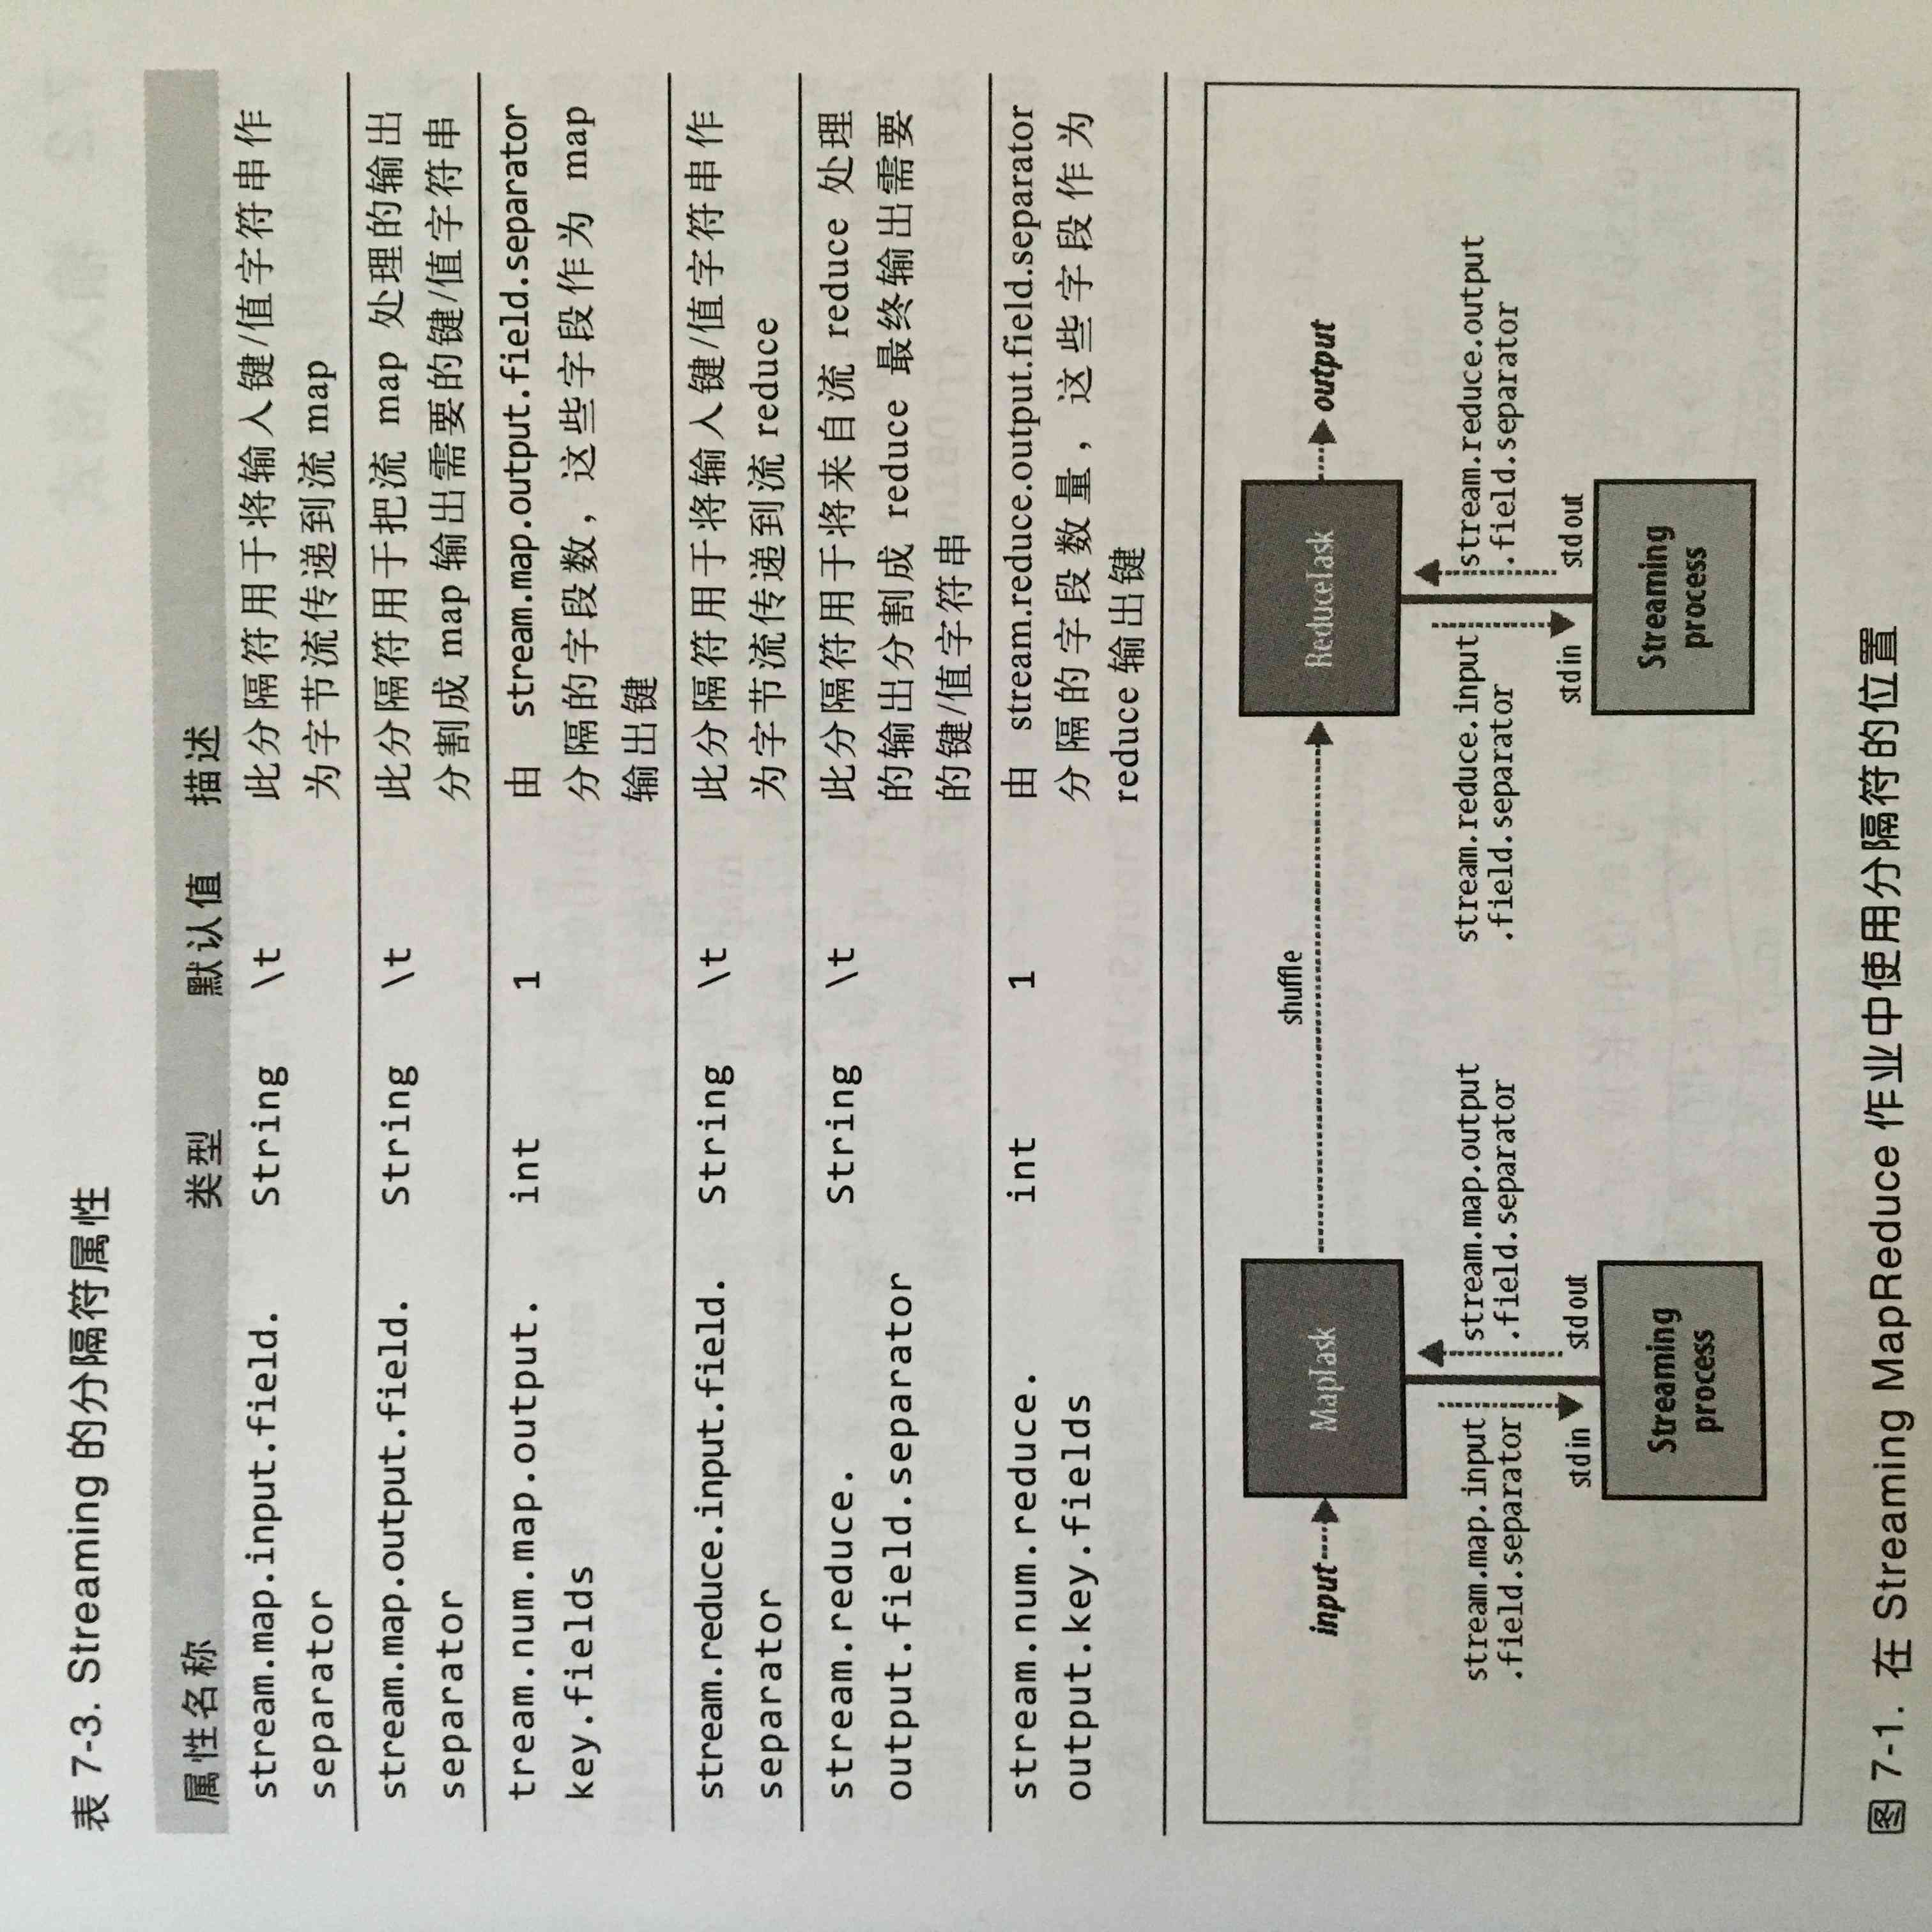 表 7-3. Streaming 的分隔符属性
属性名称 类型 默认值 描述
stream.map.input.field. String \t 此分隔符用于将输入键/值字符串作
separator 为字节流传递到流 map
stream.map.output.field. String \t 此分隔符用于把流 map 处理的输出
separator 分割成 map 输出需要的键/值字符串
tream.num.map.output. int 1 由 stream.map.output.field.separator
key.fields 分隔的字段数，这些字段作为 map
输出键
stream.reduce.input.field. String \t 此分隔符用于将输入键/值字符串作
separator 为字节流传递到流 reduce
stream.reduce. String \t 此分隔符用于将来自流 reduce 处理
output.field.separator 的输出分割成 reduce 最终输出需要
的键/值字符串
stream.num.reduce. int 1 由 stream.reduce.output.field.separator
output.key.fields 分隔的字段数量，这些字段作为
reduce 输出键
shuffle
input MapTask ReduceTask output
stream.map.input stream.map.output stream.reduce.input stream.reduce.output
.field.separator .field.separator .field.separator .field.separator
std in std out std in std out
Streaming Streaming
process process
图 7-1. 在 Streaming MapReduce 作业中使用分隔符的位置